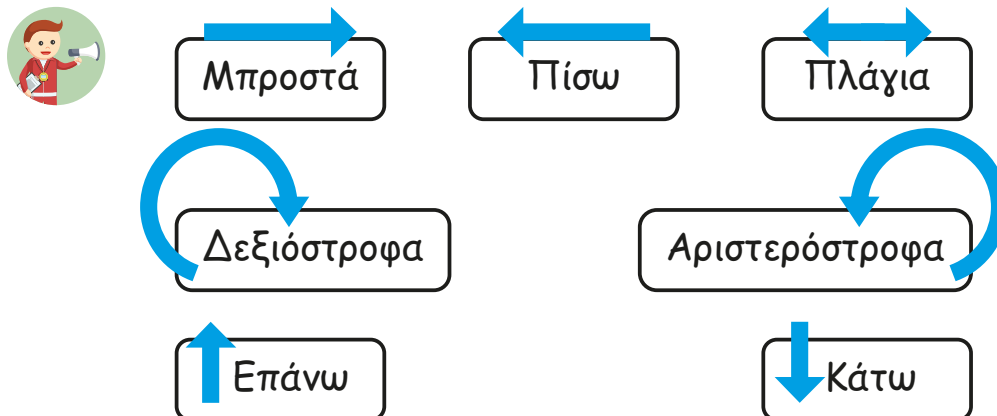 Μπροστά
Πίσω
Πλάγια
Δεξιόστροφα
Αριστερόστροφα
Επάνω
Κάτω